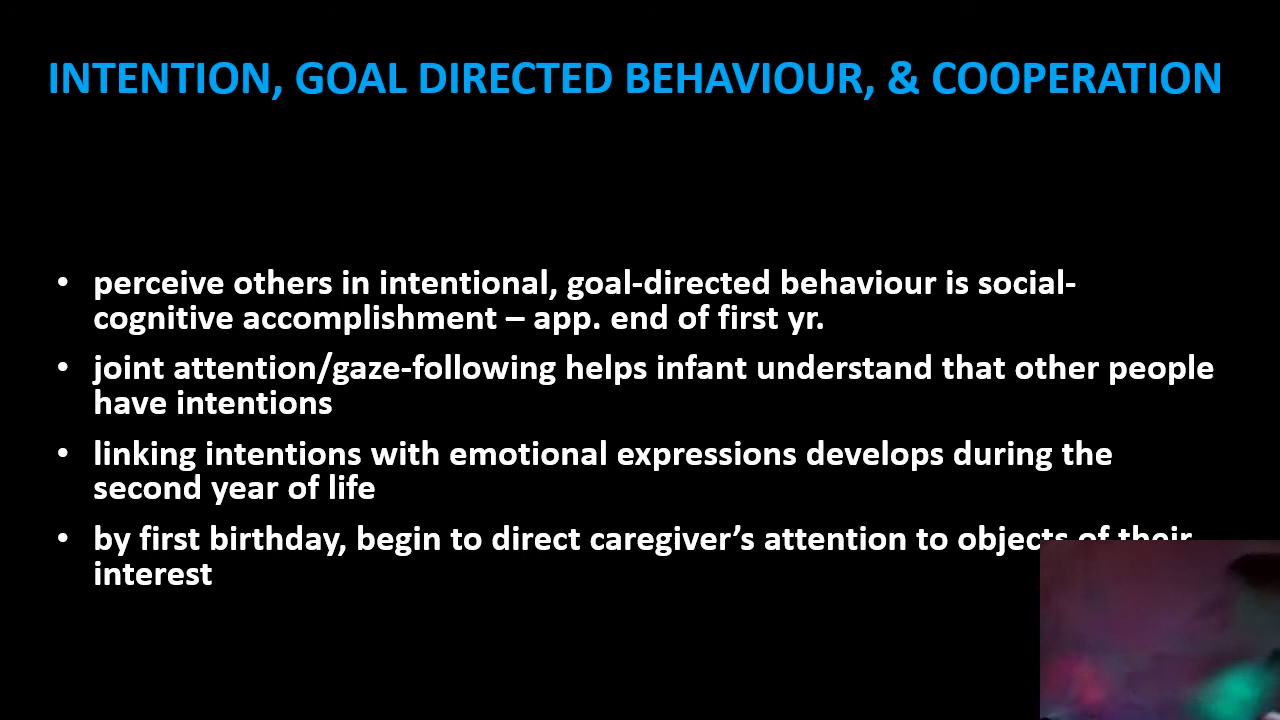 INTENTION, GOAL DIRECTED BEHAVIOUR, & COOPERATION
• perceive others in intentional, goal-directed behaviour is social-
cognitive accomplishment – app. end of first yr.
• joint attention/gaze-following helps infant understand that other people
have intentions
• linking intentions with emotional expressions develops during the
second year of life
• by first birthday, begin to direct caregiver’s attention to objects of their
interest